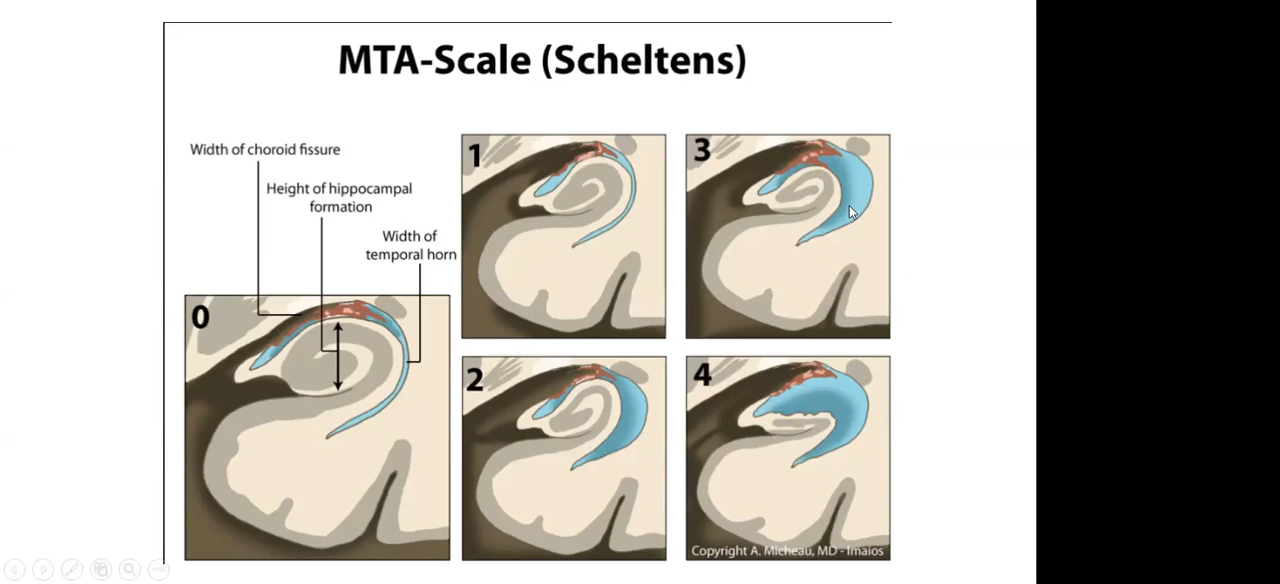 MTA-Scale (Scheltens)
Width of choroid fissure
Height of hippocampal
formation
Width of
temporal horn
0
1
3
2
4
Copyright A. Micheau, MD - Imaios